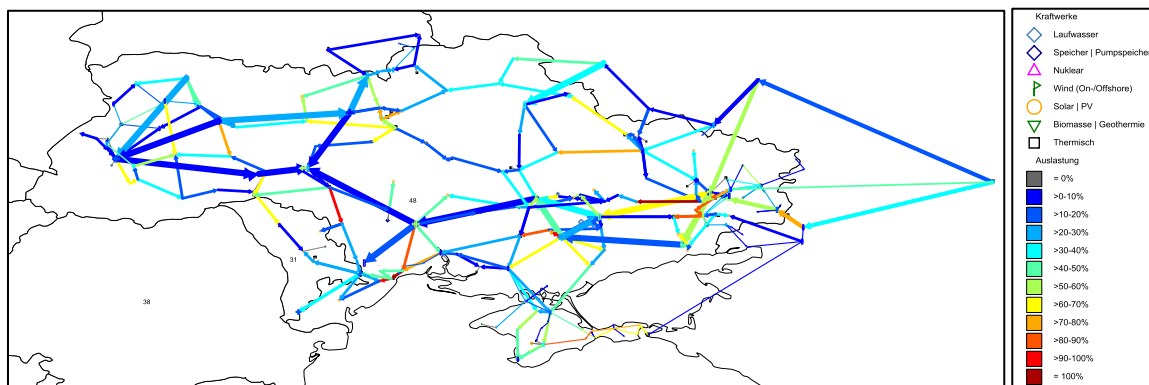 48
31
38
Kraftwerke
Laufwasser
Speicher | Pumpspeicher
Nuklear
Wind (On-/Offshore)
Solar | PV
Biomasse | Geothermie
Thermisch
Auslastung
= 0%
>0-10%
>10-20%
>20-30%
>30-40%
>40-50%
>50-60%
>60-70%
>70-80%
>80-90%
>90-100%
= 100%